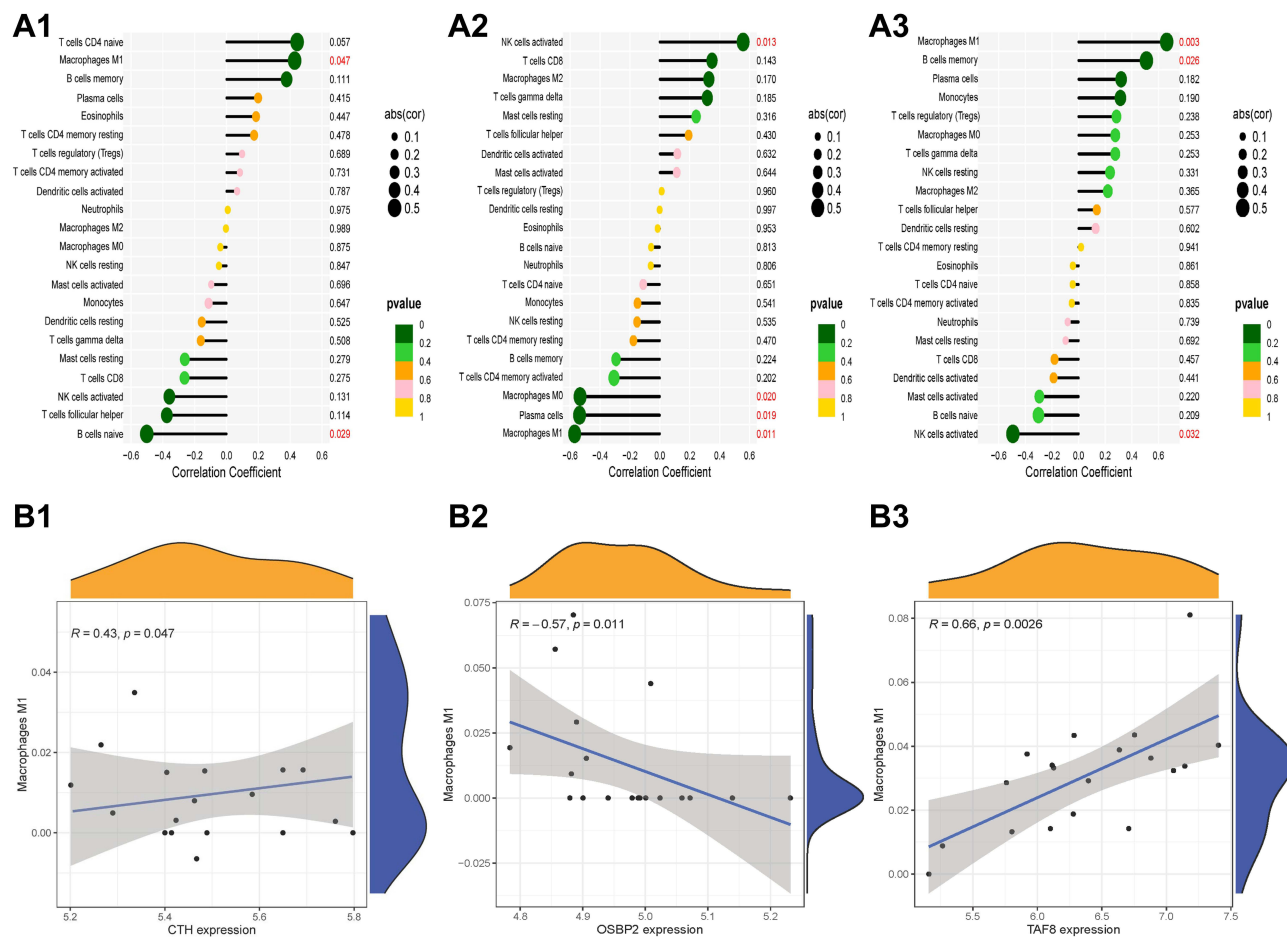 A1
T cells CD4 naive 0.057
Macrophages M1 0.047
B cells memory 0.111
Plasma cells 0.415
Eosinophils 0.447
T cells CD4 memory resting 0.478
T cells regulatory (Tregs) 0.689
T cells CD4 memory activated 0.731
Dendritic cells activated 0.787
Neutrophils 0.975
Macrophages M2 0.989
Macrophages M0 0.875
NK cells resting 0.847
Mast cells activated 0.696
Monocytes 0.647
Dendritic cells resting 0.525
T cells gamma delta 0.508
Mast cells resting 0.279
T cells CD8 0.275
NK cells activated 0.131
T cells follicular helper 0.114
B cells naive 0.029
−0.6 −0.4 −0.2 0.0 0.2 0.4 0.6
Correlation Coefficient
abs(cor)
0.1
0.2
0.3
0.4
0.5
pvalue
0
0.2
0.4
0.6
0.8
1
A2
NK cells activated 0.013
T cells CD8 0.143
Macrophages M2 0.170
T cells gamma delta 0.185
Mast cells resting 0.316
T cells follicular helper 0.430
Dendritic cells activated 0.632
Mast cells activated 0.644
T cells regulatory (Tregs) 0.960
Dendritic cells resting 0.997
Eosinophils 0.953
B cells naive 0.813
Neutrophils 0.806
T cells CD4 naive 0.651
Monocytes 0.541
NK cells resting 0.535
T cells CD4 memory resting 0.470
B cells memory 0.224
T cells CD4 memory activated 0.202
Macrophages M0 0.020
Plasma cells 0.019
Macrophages M1 0.011
−0.6 −0.4 −0.2 0.0 0.2 0.4 0.6
Correlation Coefficient
abs(cor)
0.1
0.2
0.3
0.4
0.5
pvalue
0
0.2
0.4
0.6
0.8
1
A3
Macrophages M1 0.003
B cells memory 0.026
Plasma cells 0.182
Monocytes 0.190
T cells regulatory (Tregs) 0.238
Macrophages M0 0.253
T cells gamma delta 0.253
NK cells resting 0.331
Macrophages M2 0.365
T cells follicular helper 0.577
Dendritic cells resting 0.602
T cells CD4 memory resting 0.941
Eosinophils 0.861
T cells CD4 naive 0.858
T cells CD4 memory activated 0.835
Neutrophils 0.739
Mast cells resting 0.692
T cells CD8 0.457
Dendritic cells activated 0.441
Mast cells activated 0.220
B cells naive 0.209
NK cells activated 0.032
−0.6 −0.4 −0.2 0.0 0.2 0.4 0.6
Correlation Coefficient
abs(cor)
0.1
0.2
0.3
0.4
0.5
pvalue
0
0.2
0.4
0.6
0.8
1
B1
R = 0.43, p = 0.047
Macrophages M1
0.04
0.02
0.00
5.2 5.4 5.6 5.8
CTH expression
B2
R = −0.57, p = 0.011
Macrophages M1
0.075
0.050
0.025
0.000
−0.025
4.8 4.9 5.0 5.1 5.2
OSBP2 expression
B3
R = 0.66, p = 0.0026
Macrophages M1
0.08
0.06
0.04
0.02
0.00
5.5 6.0 6.5 7.0 7.5
TAF8 expression